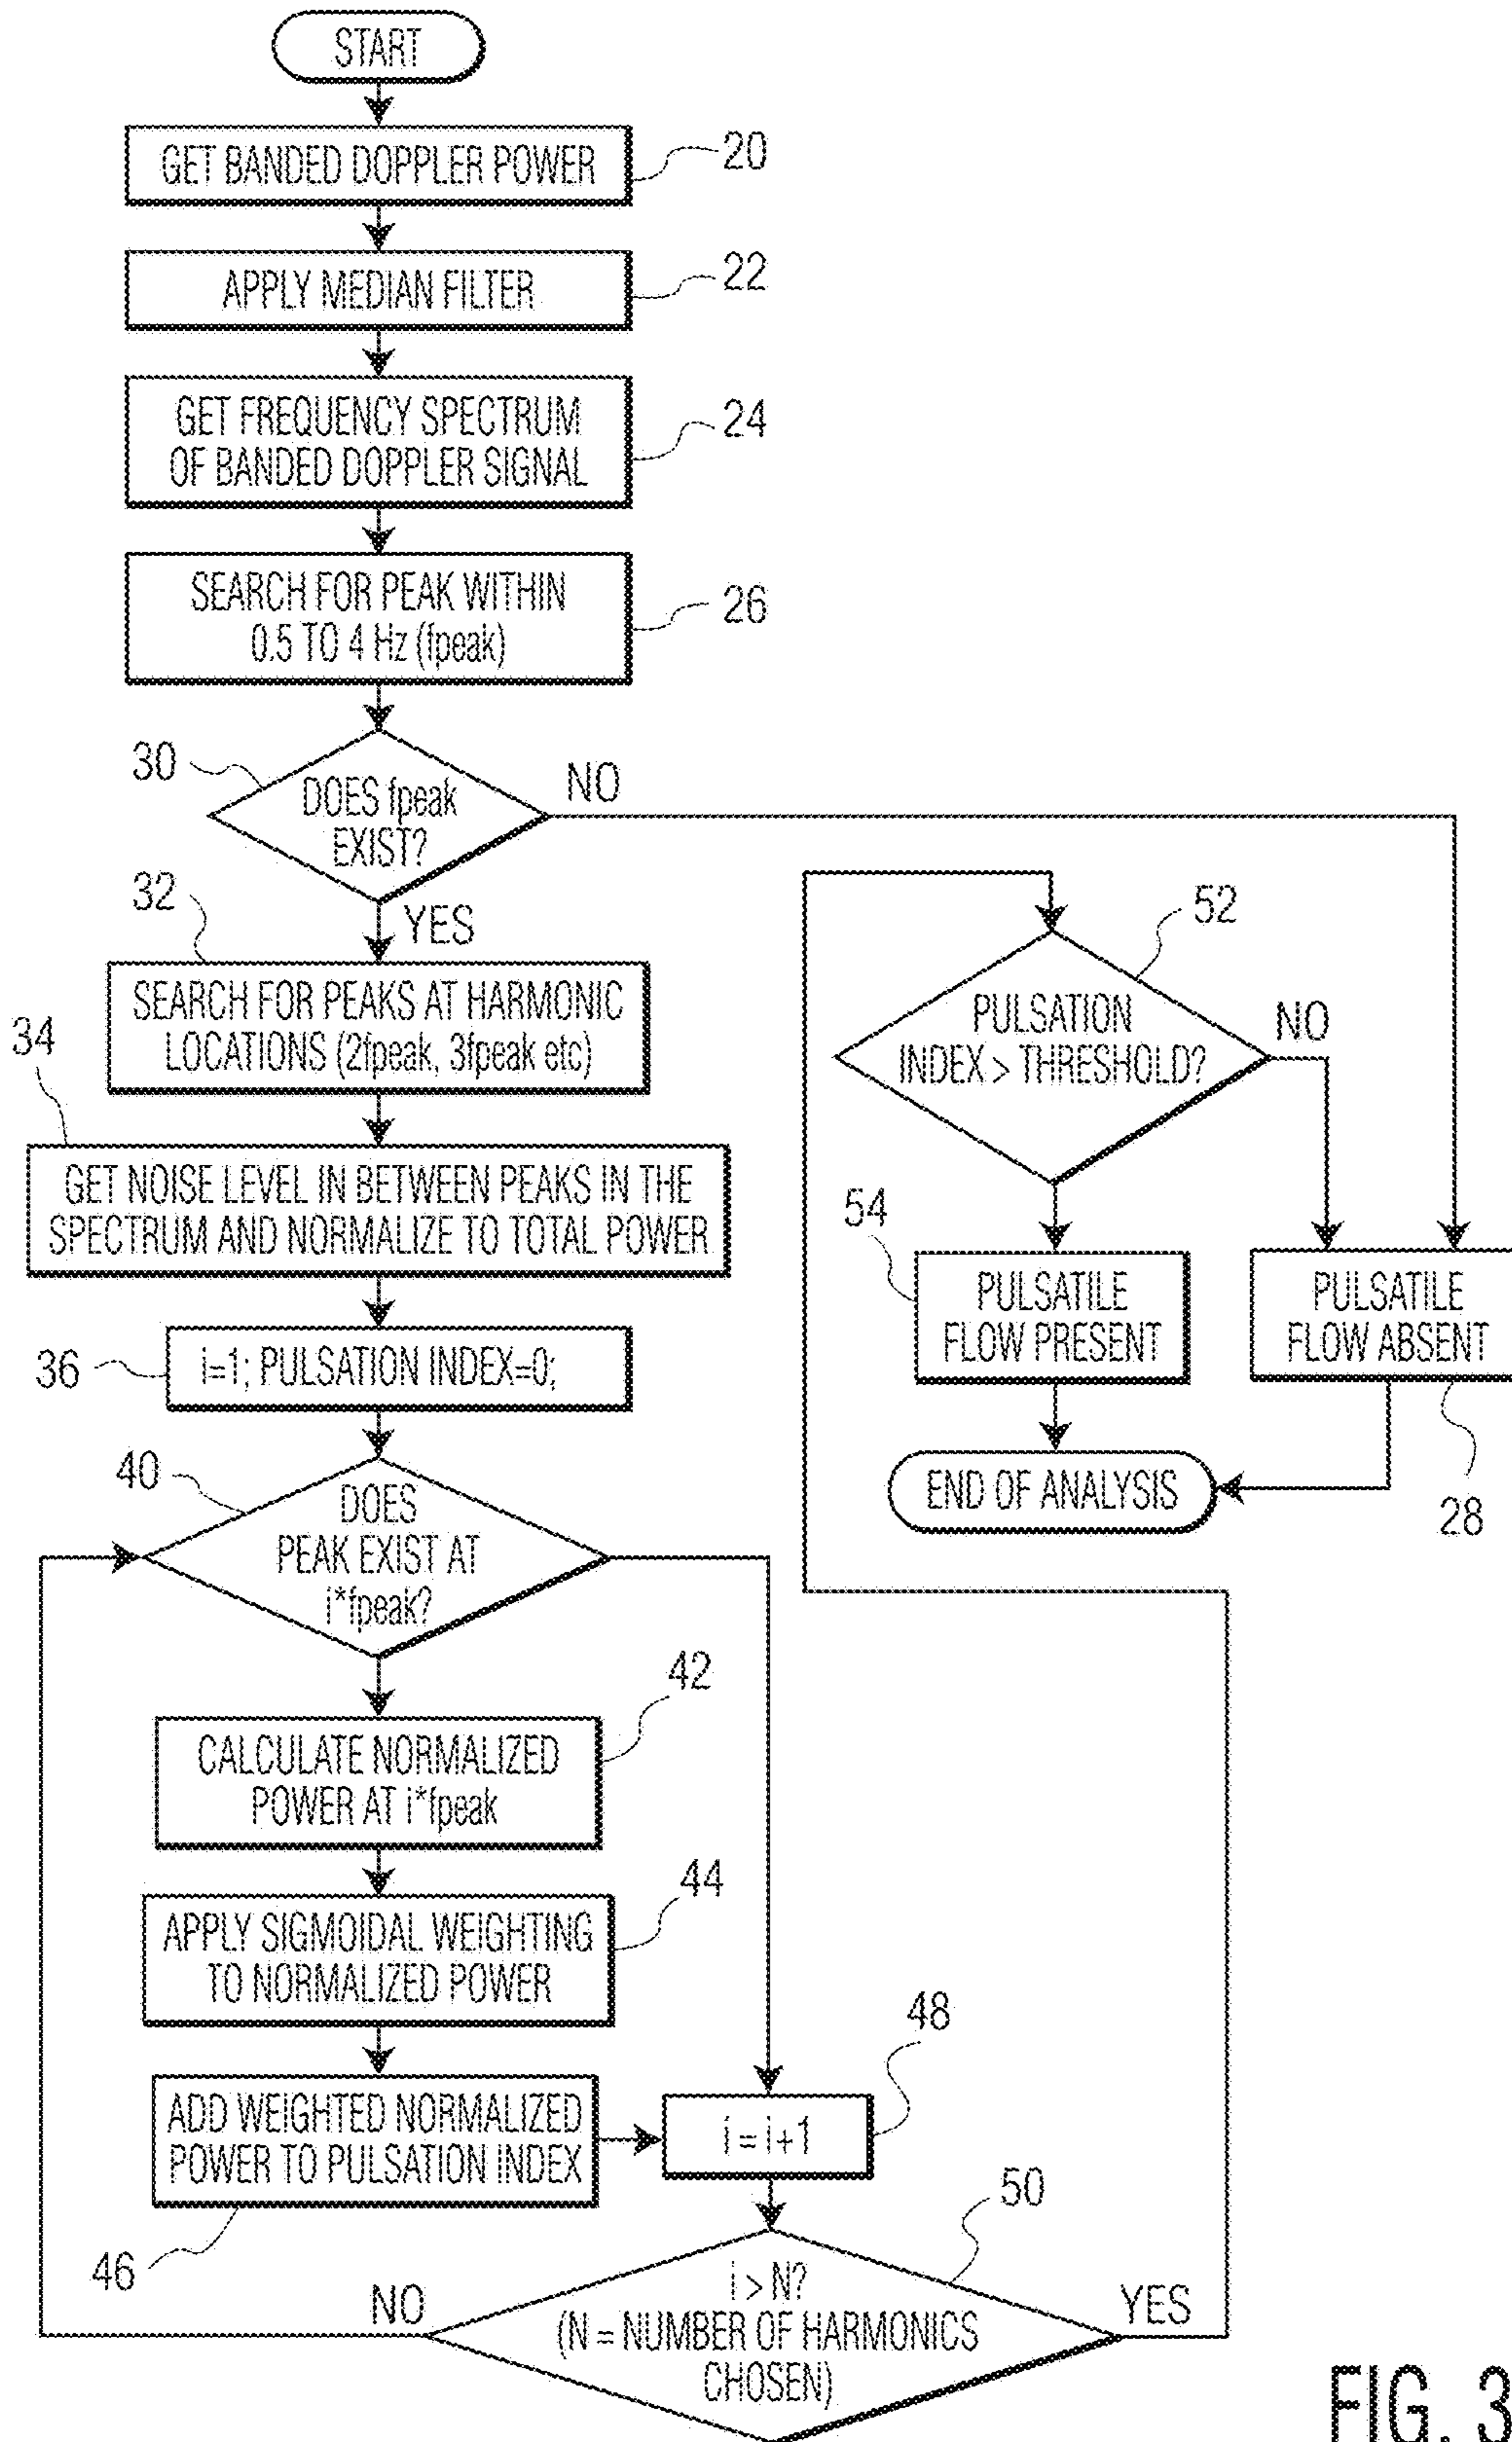 START
GET BANDED DOPPLER POWER
20
APPLY MEDIAN FILTER
22
GET FREQUENCY SPECTRUM
OF BANDED DOPPLER SIGNAL
24
SEARCH FOR PEAK WITHIN
0.5 TO 4 Hz (fpeak)
26
30
DOES fpeak
EXIST?
NO
YES
32
SEARCH FOR PEAKS AT HARMONIC
LOCATIONS (2fpeak, 3fpeak etc)
34
GET NOISE LEVEL IN BETWEEN PEAKS IN THE
SPECTRUM AND NORMALIZE TO TOTAL POWER
36
i=1; PULSATION INDEX=0;
40
DOES
PEAK EXIST AT
i*fpeak?
42
CALCULATE NORMALIZED
POWER AT i*fpeak
44
APPLY SIGMOIDAL WEIGHTING
TO NORMALIZED POWER
46
ADD WEIGHTED NORMALIZED
POWER TO PULSATION INDEX
48
i = i+1
50
i > N?
(N = NUMBER OF HARMONICS
CHOSEN)
NO
YES
52
PULSATION
INDEX > THRESHOLD?
NO
54
PULSATILE
FLOW PRESENT
PULSATILE
FLOW ABSENT
28
END OF ANALYSIS
FIG. 3